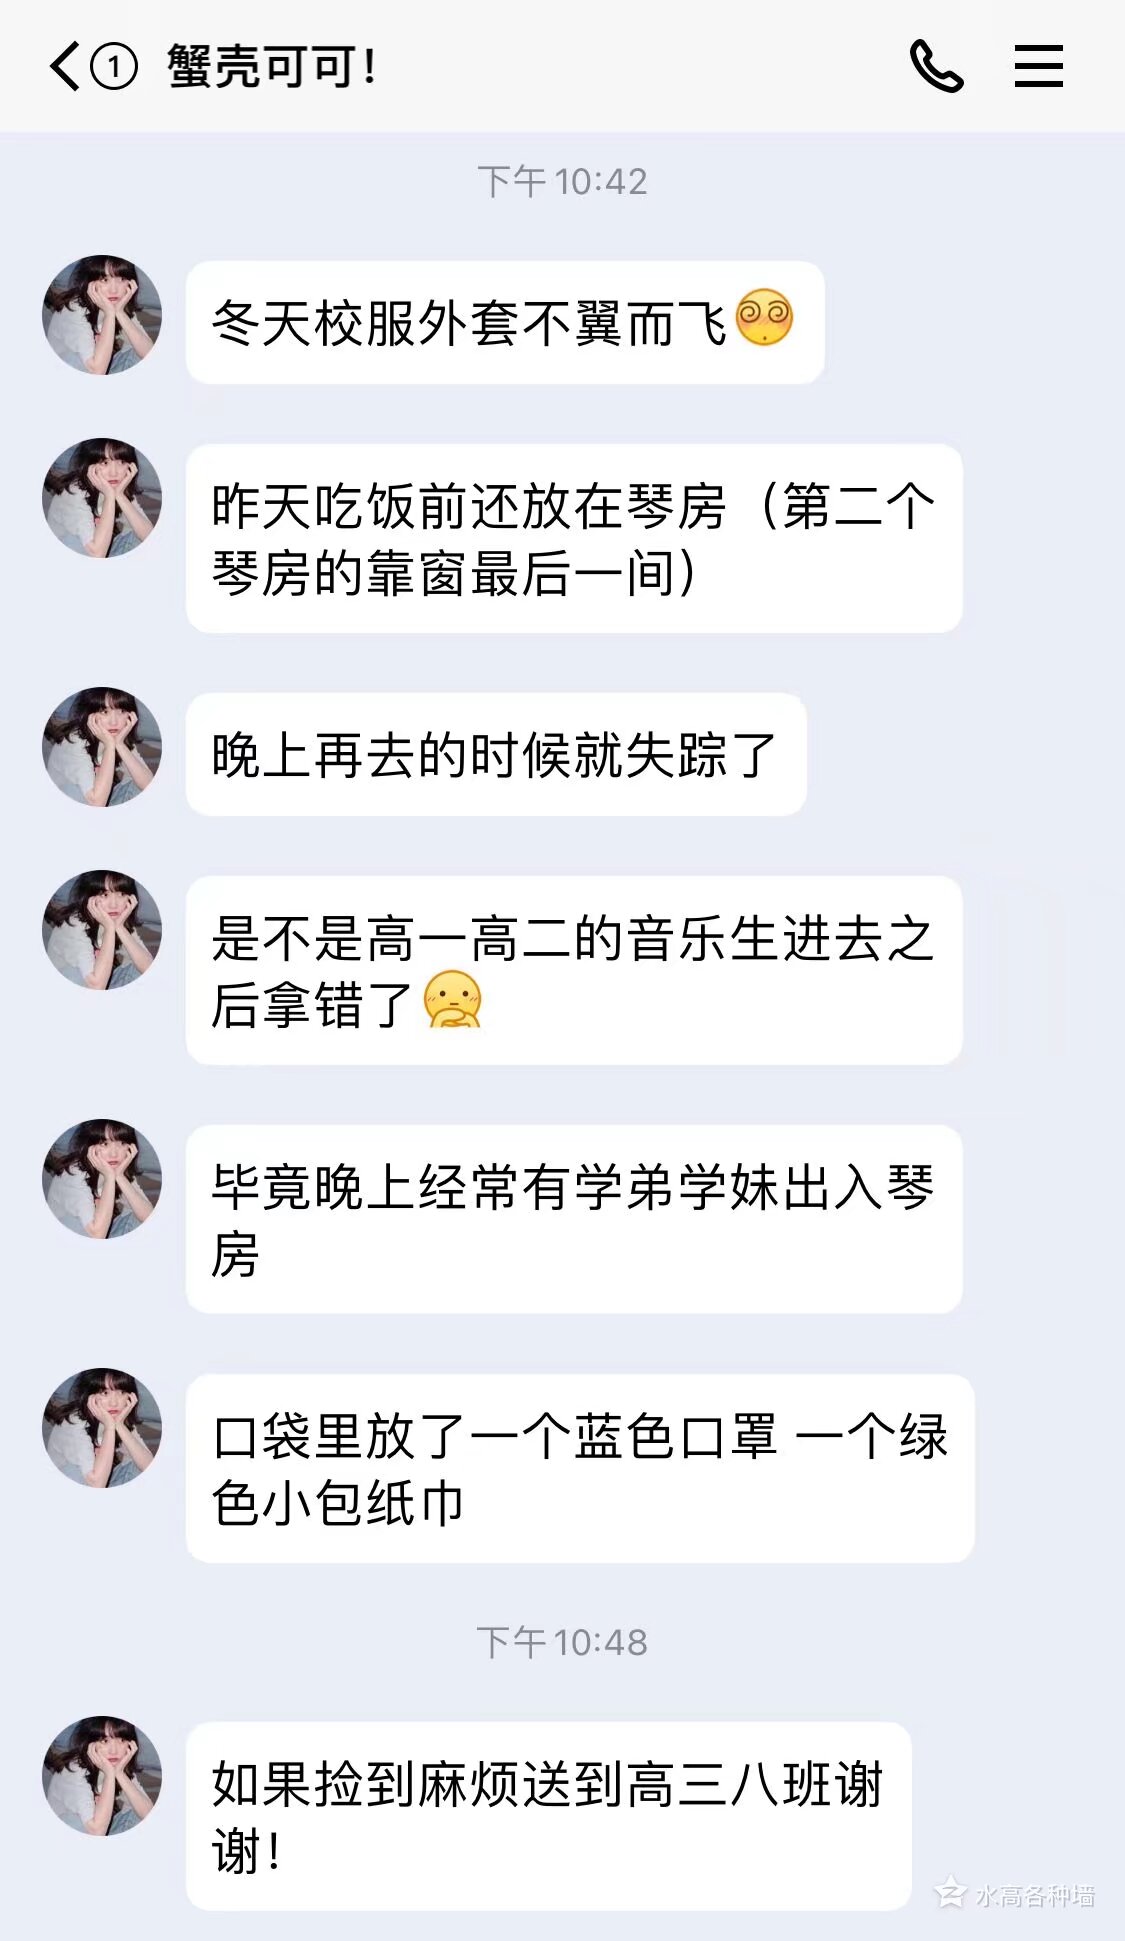 1 蟹壳可可！
下午 10:42
冬天校服外套不翼而飞
昨天吃饭前还放在琴房（第二个
琴房的靠窗最后一间）
晚上再去的时候就失踪了
是不是高一高二的音乐生进去之
后拿错了
毕竟晚上经常有学弟学妹出入琴
房
口袋里放了一个蓝色口罩 一个绿
色小包纸巾
下午 10:48
如果捡到麻烦送到高三八班谢
谢！
水高各种墙